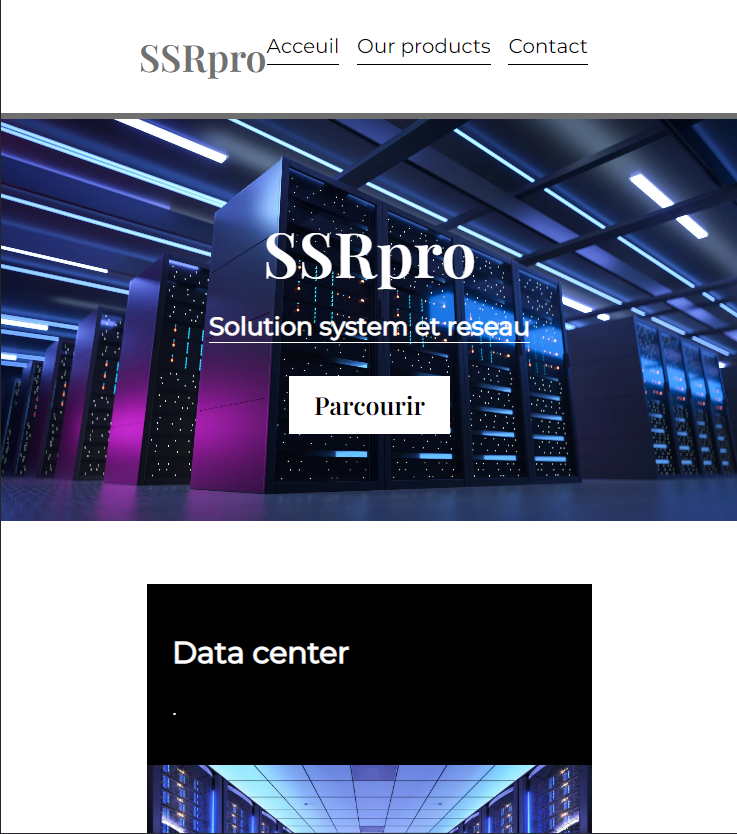 SSRpro Acceuil Our products Contact
SSRpro
Solution system et reseau
Parcourir
Data center
.